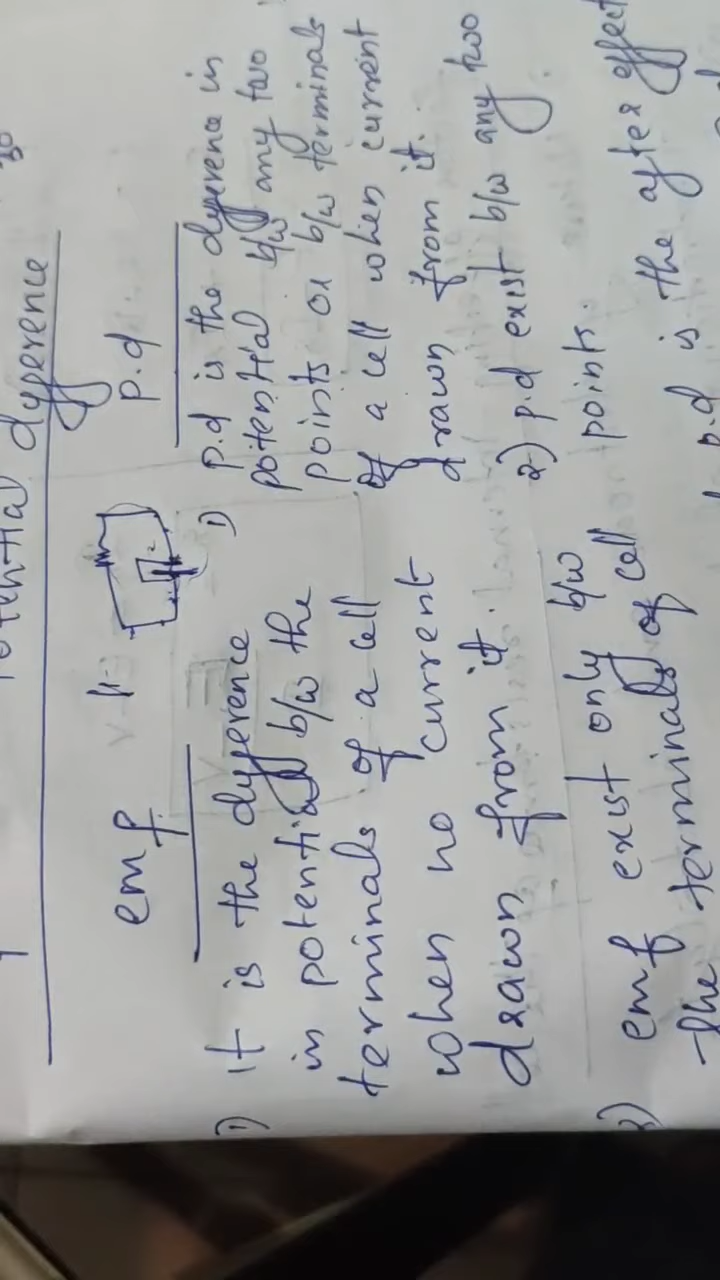 potential difference
emf
p.d
1) it is the difference
in potential b/w the
terminals of a cell
when no current
drawn from it.
2) emf exist only b/w
the terminals of cell
1) p.d is the difference in
potential b/w any two
points or b/w terminals
of a cell when current
drawn from it.
2) p.d exist b/w any two
points.
p.d is the after effect